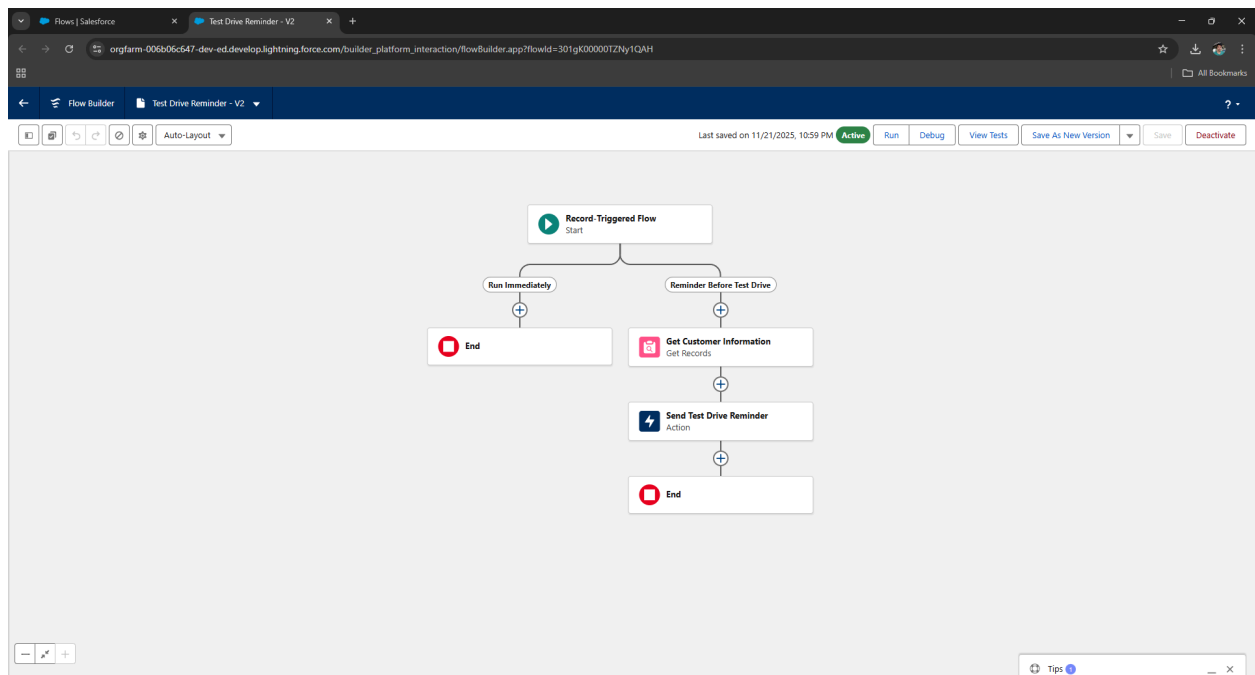 Flows | Salesforce
Test Drive Reminder - V2
orgfarm-006b06c647-dev-ed.develop.lightning.force.com/builder_platform_interaction/flowBuilder.app?flowId=301gK00000TZNy1QAH
All Bookmarks
Flow Builder
Test Drive Reminder - V2
?
Auto-Layout
Last saved on 11/21/2025, 10:59 PM
Active
Run
Debug
View Tests
Save As New Version
Save
Deactivate
Record-Triggered Flow
Start
Run Immediately
Reminder Before Test Drive
End
Get Customer Information
Get Records
Send Test Drive Reminder
Action
End
Tips 1